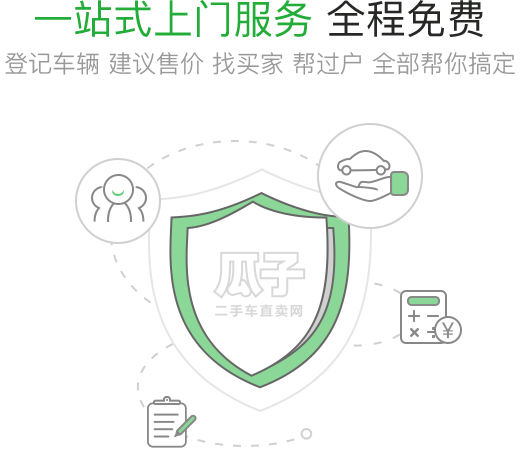 一站式上门服务 全程免费
登记车辆 建议售价 找买家 帮过户 全部帮你搞定
瓜子
二手车直卖网
¥